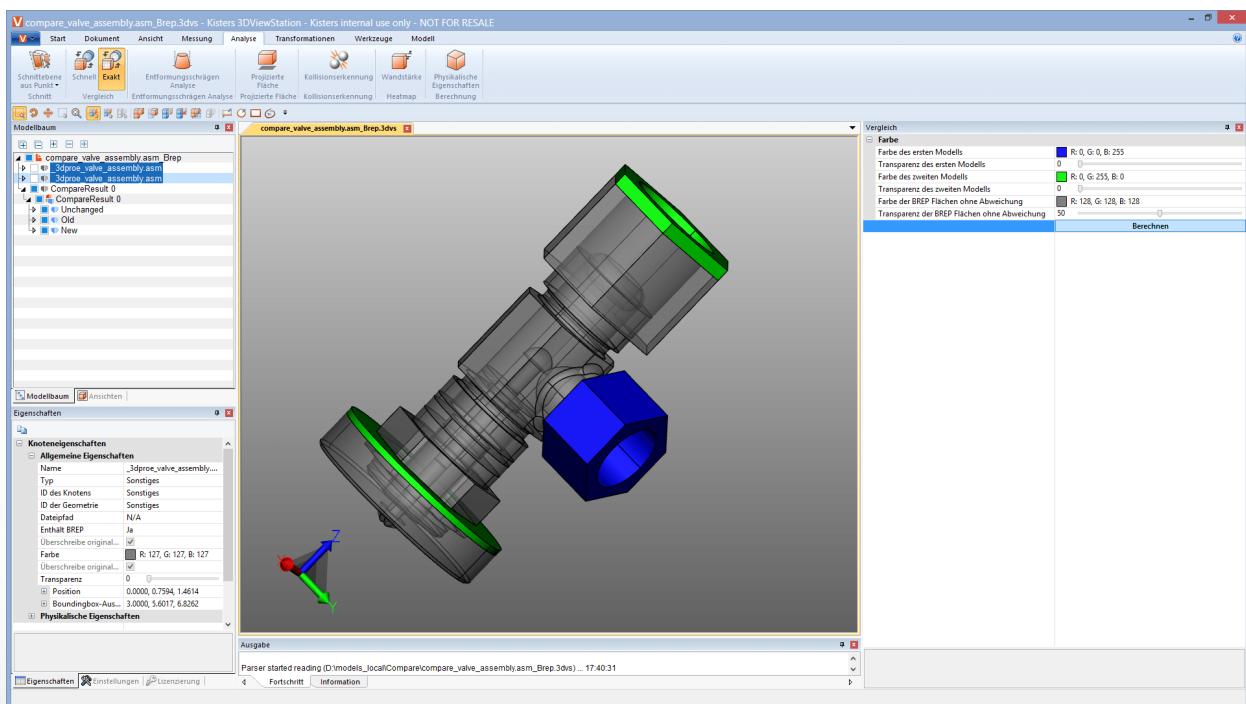 compare_valve_assembly.asm_Brep.3dvs - Kisters 3DViewStation - Kisters internal use only - NOT FOR RESALE
Start Dokument Ansicht Messung Analyse Transformationen Werkzeuge Modell
Schnittebene aus Punkt
Schnell
Exakt
Entformungsschrägen Analyse
Projizierte Fläche
Kollisionserkennung
Wandstärke
Physikalische Eigenschaften
Schnitt Vergleich Entformungsschrägen Analyse Projizierte Fläche Kollisionserkennung Heatmap Berechnung
Modellbaum
compare_valve_assembly.asm_Brep
_3dproe_valve_assembly.asm
_3dproe_valve_assembly.asm
CompareResult 0
CompareResult 0
Unchanged
Old
New
Modellbaum Ansichten
Eigenschaften
Knoteneigenschaften
Allgemeine Eigenschaften
Name _3dproe_valve_assembly....
Typ Sonstiges
ID des Knotens Sonstiges
ID der Geometrie Sonstiges
Dateipfad N/A
Enthält BREP Ja
Überschreibe original...
Farbe R: 127, G: 127, B: 127
Überschreibe original...
Transparenz 0
Position 0.0000, 0.7594, 1.4614
Boundingbox-Aus... 3.0000, 5.6017, 6.8262
Physikalische Eigenschaften
Eigenschaften Einstellungen Lizenzierung
compare_valve_assembly.asm_Brep.3dvs
Z
Y
Ausgabe
Parser started reading (D:\models_local\Compare\compare_valve_assembly.asm_Brep.3dvs) ... 17:40:31
Fortschritt Information
Vergleich
Farbe
Farbe des ersten Modells R: 0, G: 0, B: 255
Transparenz des ersten Modells 0
Farbe des zweiten Modells R: 0, G: 255, B: 0
Transparenz des zweiten Modells 0
Farbe der BREP Flächen ohne Abweichung R: 128, G: 128, B: 128
Transparenz der BREP Flächen ohne Abweichung 50
Berechnen